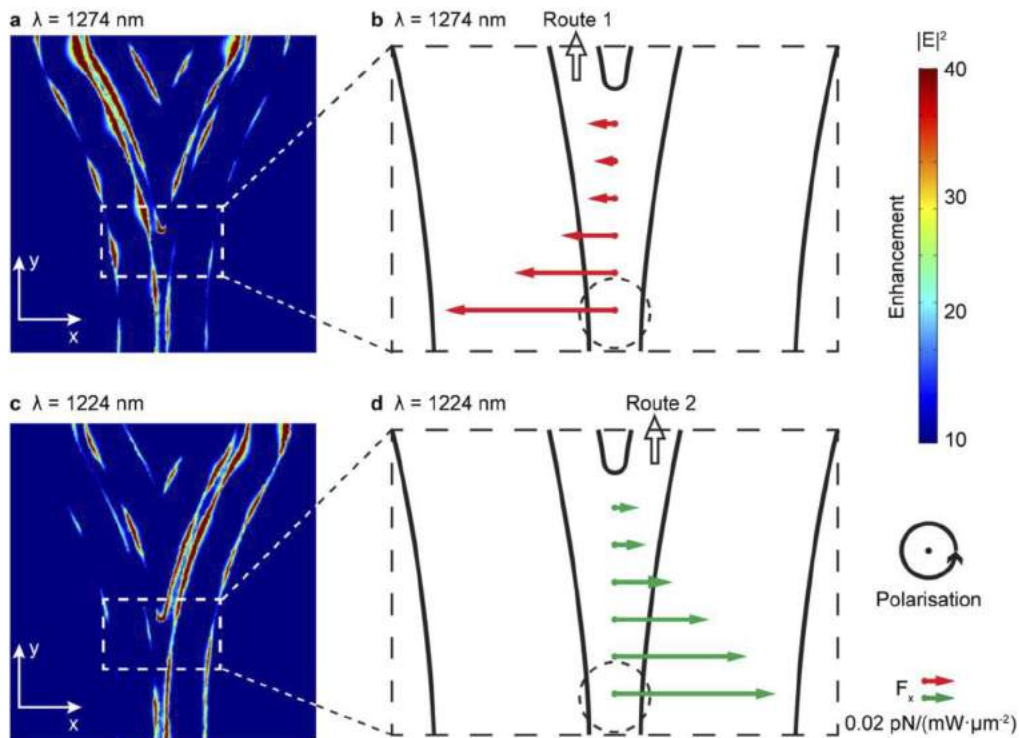 a λ = 1274 nm
b λ = 1274 nm
Route 1
|E|²
40
30
20
10
Enhancement
y
x
c λ = 1224 nm
d λ = 1224 nm
Route 2
y
x
Polarisation
Fₓ
0.02 pN/(mW·µm⁻²)